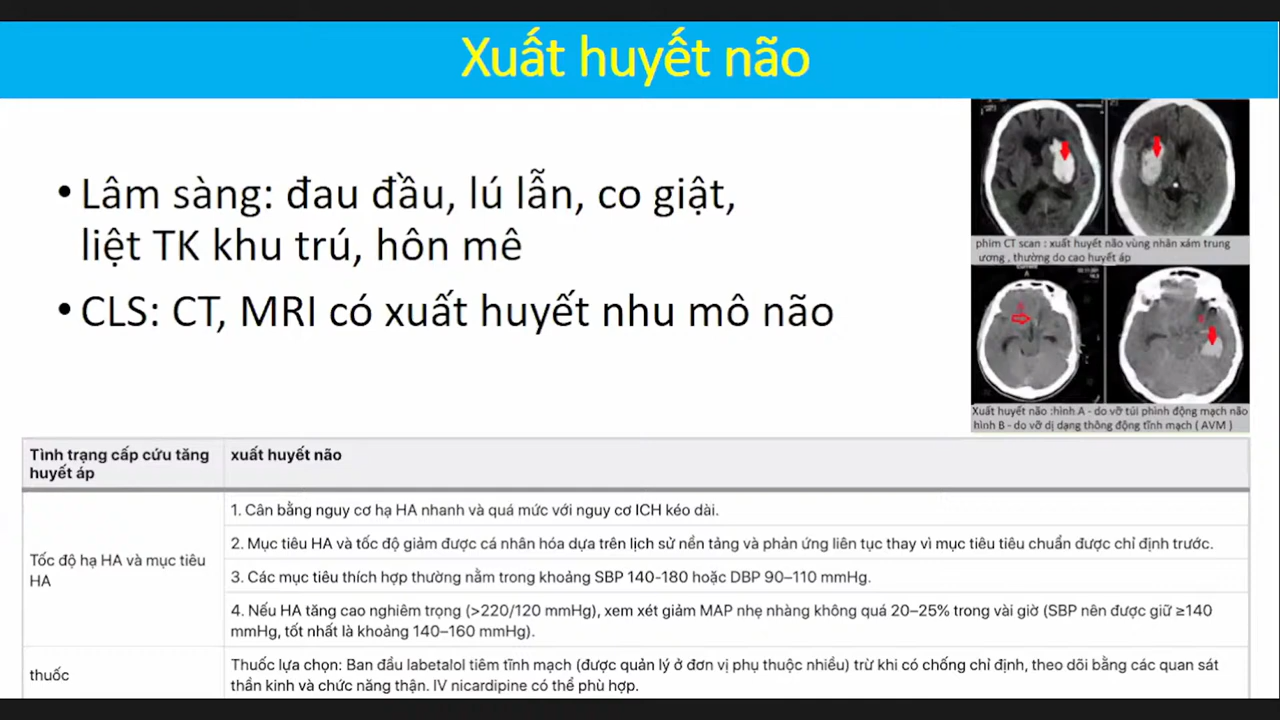 Xuất huyết não
• Lâm sàng: đau đầu, lú lẫn, co giật,
liệt TK khu trú, hôn mê
• CLS: CT, MRI có xuất huyết nhu mô não
phim CT scan : xuất huyết não vùng nhân xám trung
ương , thường do cao huyết áp
A
Xuất huyết não :hình A - do vỡ túi phình động mạch não
hình B - do vỡ dị dạng thông động tĩnh mạch ( AVM )
Tình trạng cấp cứu tăng
huyết áp
xuất huyết não
Tốc độ hạ HA và mục tiêu
HA
1. Cân bằng nguy cơ hạ HA nhanh và quá mức với nguy cơ ICH kéo dài.
2. Mục tiêu HA và tốc độ giảm được cá nhân hóa dựa trên lịch sử nền tảng và phản ứng liên tục thay vì mục tiêu tiêu chuẩn được chỉ định trước.
3. Các mục tiêu thích hợp thường nằm trong khoảng SBP 140-180 hoặc DBP 90–110 mmHg.
4. Nếu HA tăng cao nghiêm trọng (>220/120 mmHg), xem xét giảm MAP nhẹ nhàng không quá 20–25% trong vài giờ (SBP nên được giữ ≥140
mmHg, tốt nhất là khoảng 140–160 mmHg).
thuốc
Thuốc lựa chọn: Ban đầu labetalol tiêm tĩnh mạch (được quản lý ở đơn vị phụ thuộc nhiều) trừ khi có chống chỉ định, theo dõi bằng các quan sát
thần kinh và chức năng thận. IV nicardipine có thể phù hợp.